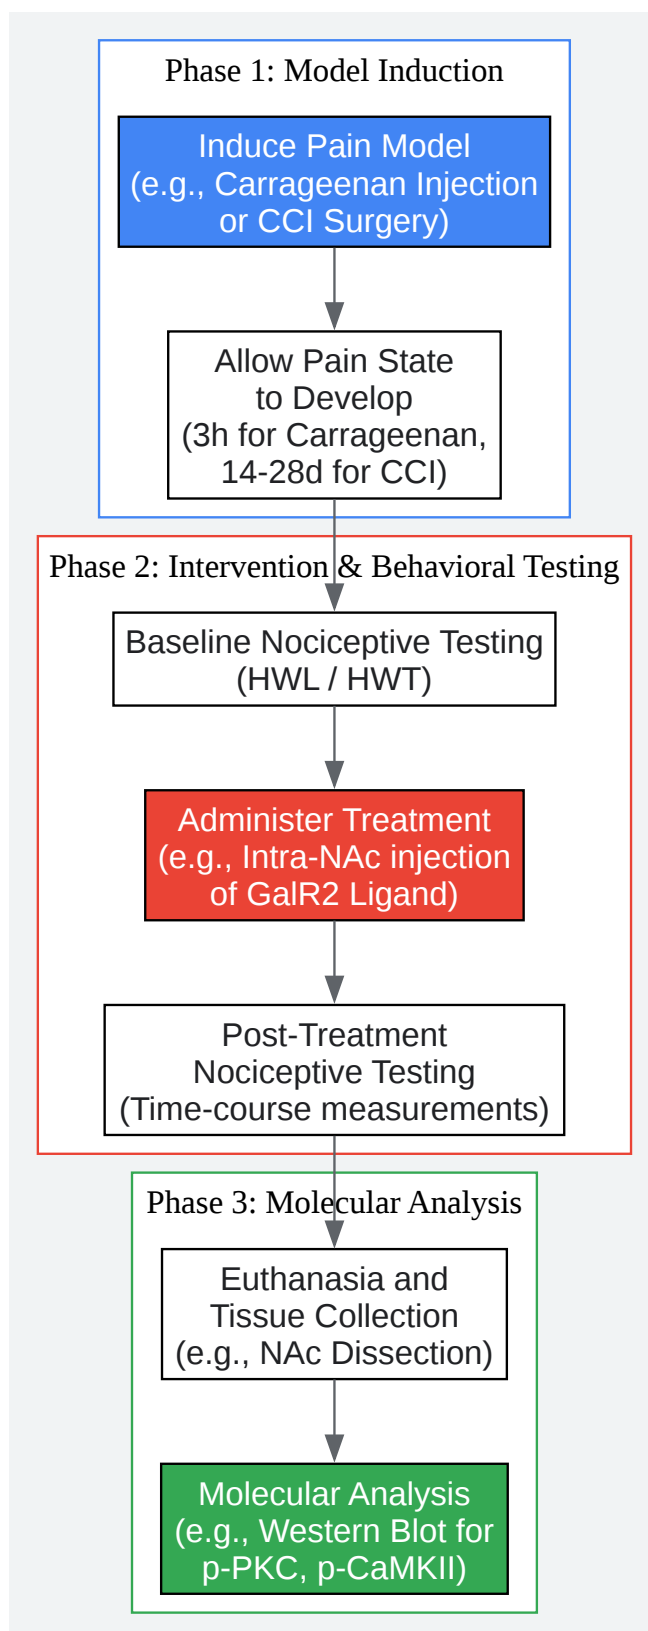 Phase 1: Model Induction
Induce Pain Model
(e.g., Carrageenan Injection
or CCI Surgery)
Allow Pain State
to Develop
(3h for Carrageenan,
14-28d for CCI)
Phase 2: Intervention & Behavioral Testing
Baseline Nociceptive Testing
(HWL / HWT)
Administer Treatment
(e.g., Intra-NAc injection
of GalR2 Ligand)
Post-Treatment
Nociceptive Testing
(Time-course measurements)
Phase 3: Molecular Analysis
Euthanasia and
Tissue Collection
(e.g., NAc Dissection)
Molecular Analysis
(e.g., Western Blot for
p-PKC, p-CaMKII)